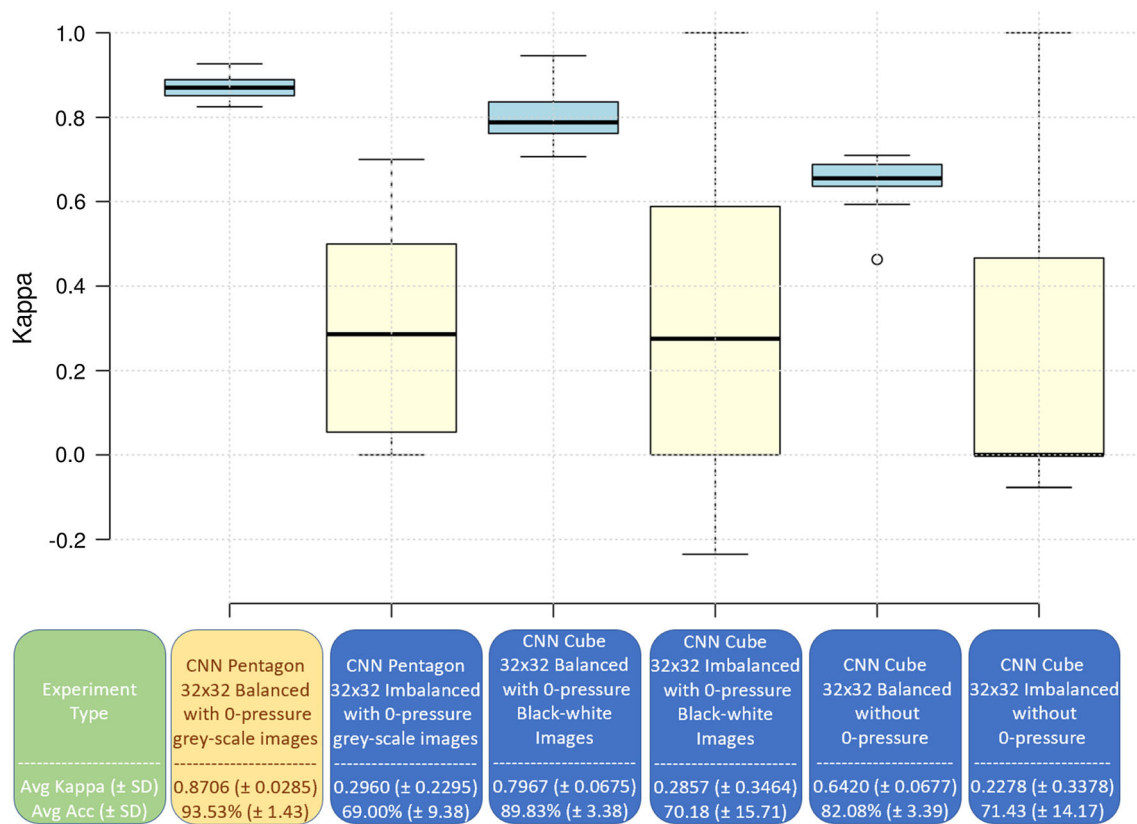 1.0
0.8
0.6
0.4
0.2
0.0
-0.2
Kappa
Experiment
Type
Avg Kappa (± SD)
Avg Acc (± SD)
CNN Pentagon
32x32 Balanced
with 0-pressure
grey-scale images
0.8706 (± 0.0285)
93.53% (± 1.43)
CNN Pentagon
32x32 Imbalanced
with 0-pressure
grey-scale images
0.2960 (± 0.2295)
69.00% (± 9.38)
CNN Cube
32x32 Balanced
with 0-pressure
Black-white
Images
0.7967 (± 0.0675)
89.83% (± 3.38)
CNN Cube
32x32 Imbalanced
with 0-pressure
Black-white
Images
0.2857 (± 0.3464)
70.18 (± 15.71)
CNN Cube
32x32 Balanced
without
0-pressure
0.6420 (± 0.0677)
82.08% (± 3.39)
CNN Cube
32x32 Imbalanced
without
0-pressure
0.2278 (± 0.3378)
71.43 (± 14.17)